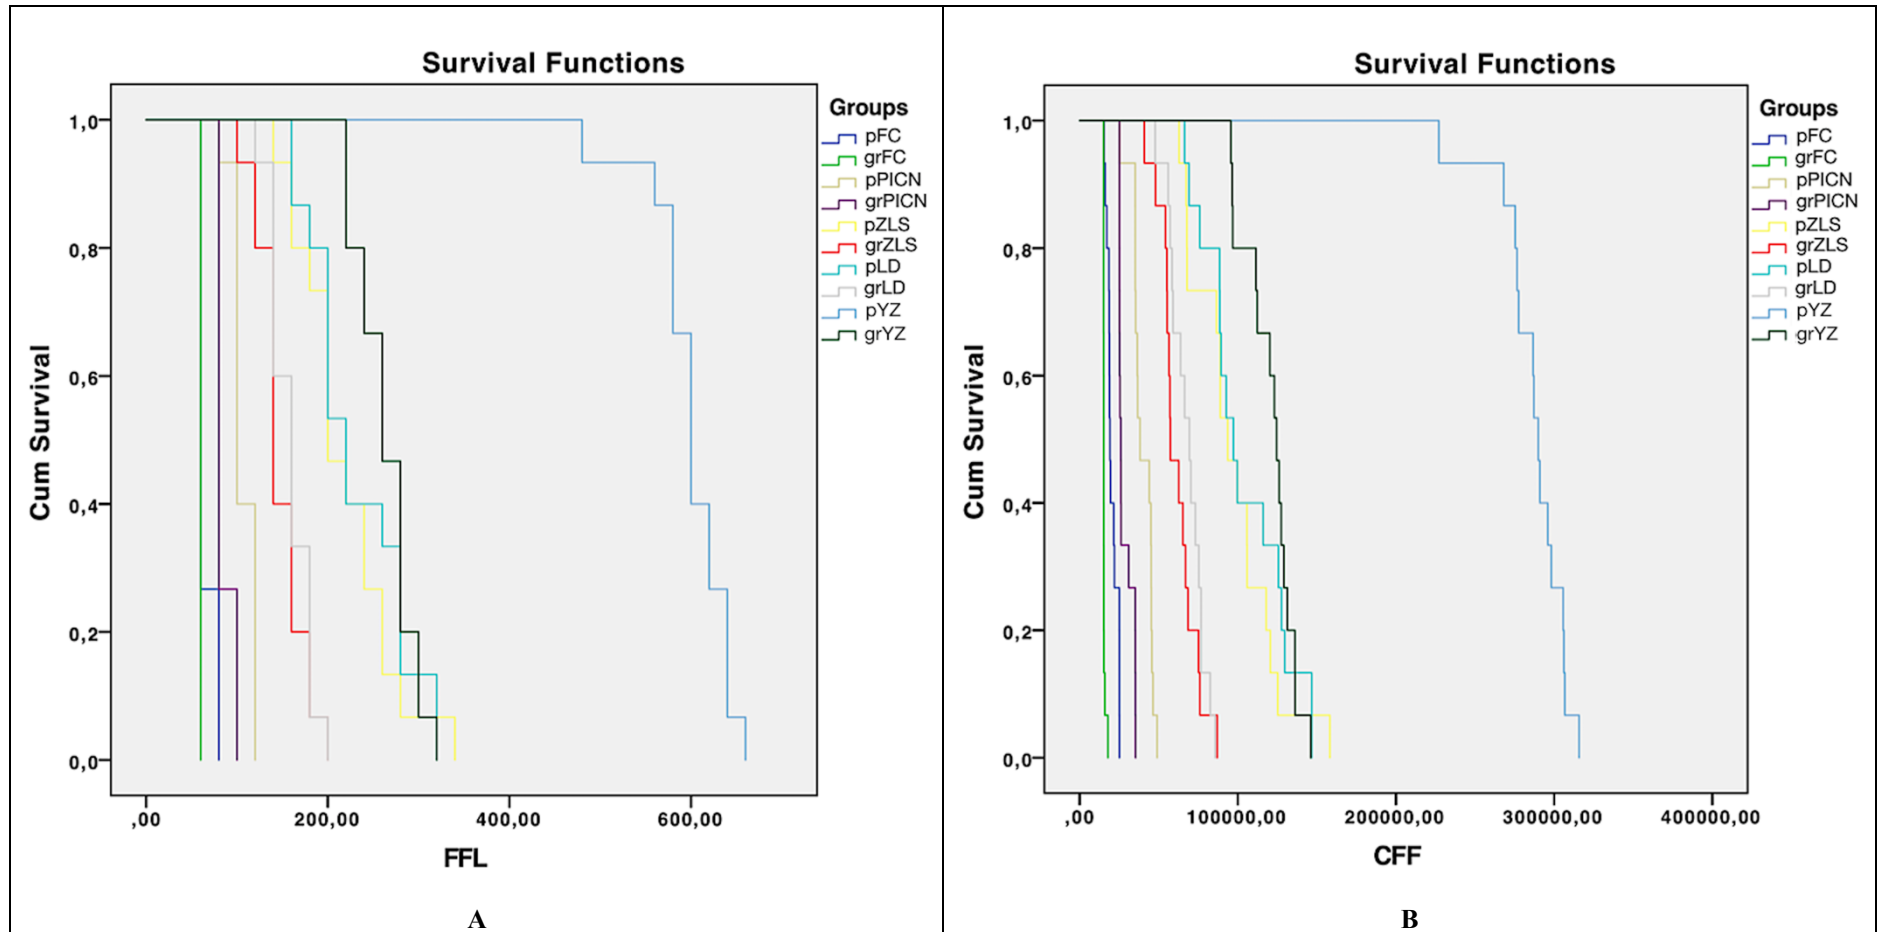 Survival Functions
Cum Survival
1,0
0,8
0,6
0,4
0,2
0,0
,00
200,00
400,00
600,00
FFL
Groups
pFC
grFC
pPICN
grPICN
pZLS
grZLS
pLD
grLD
pYZ
grYZ
A
Survival Functions
Cum Survival
1,0
0,8
0,6
0,4
0,2
0,0
,00
100000,00
200000,00
300000,00
400000,00
CFF
Groups
pFC
grFC
pPICN
grPICN
pZLS
grZLS
pLD
grLD
pYZ
grYZ
B